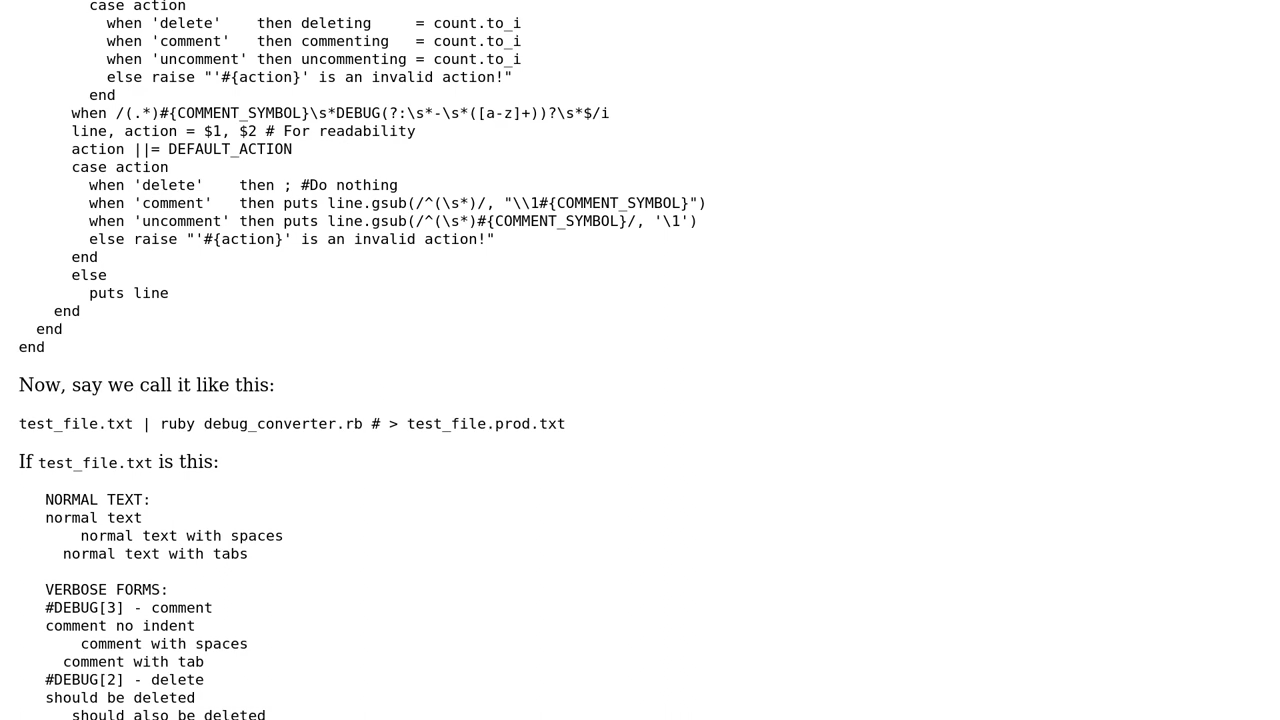 case action
when 'delete'    then deleting     = count.to_i
when 'comment'   then commenting   = count.to_i
when 'uncomment' then uncommenting = count.to_i
else raise "'#{action}' is an invalid action!"
end
when /(.*)#{COMMENT_SYMBOL}\s*DEBUG(?:\s*-\s*([a-z]+))?\s*$/i
line, action = $1, $2 # For readability
action ||= DEFAULT_ACTION
case action
when 'delete'    then ; #Do nothing
when 'comment'   then puts line.gsub(/^(\s*)/, "\\1#{COMMENT_SYMBOL}")
when 'uncomment' then puts line.gsub(/^(\s*)#{COMMENT_SYMBOL}/, '\1')
else raise "'#{action}' is an invalid action!"
end
else
puts line
end
end
end
Now, say we call it like this:
test_file.txt | ruby debug_converter.rb # > test_file.prod.txt
If test_file.txt is this:
NORMAL TEXT:
normal text
normal text with spaces
normal text with tabs
VERBOSE FORMS:
#DEBUG[3] - comment
comment no indent
comment with spaces
comment with tab
#DEBUG[2] - delete
should be deleted
should also be deleted